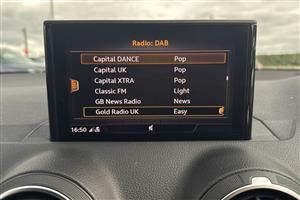 Radio: DAB
Capital DANCE Pop
Capital UK Pop
Capital XTRA Pop
Classic FM Light
GB News Radio News
Gold Radio UK Easy
16:50